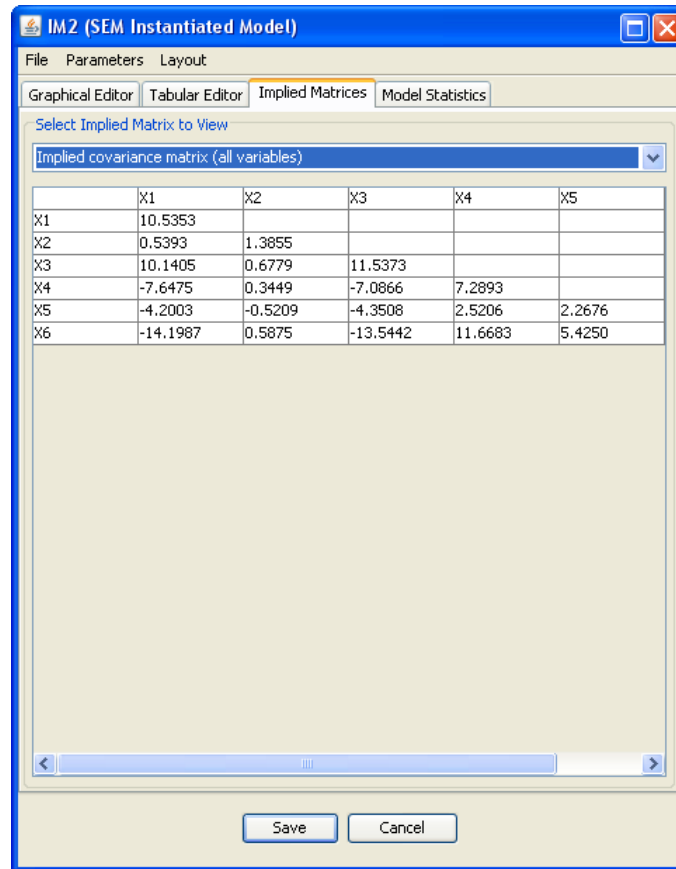 IM2 (SEM Instantiated Model)
File Parameters Layout
Graphical Editor Tabular Editor Implied Matrices Model Statistics
Select Implied Matrix to View
Implied covariance matrix (all variables)
X1 X2 X3 X4 X5
X1 10.5353
X2 0.5393 1.3855
X3 10.1405 0.6779 11.5373
X4 -7.6475 0.3449 -7.0866 7.2893
X5 -4.2003 -0.5209 -4.3508 2.5206 2.2676
X6 -14.1987 0.5875 -13.5442 11.6683 5.4250
Save Cancel